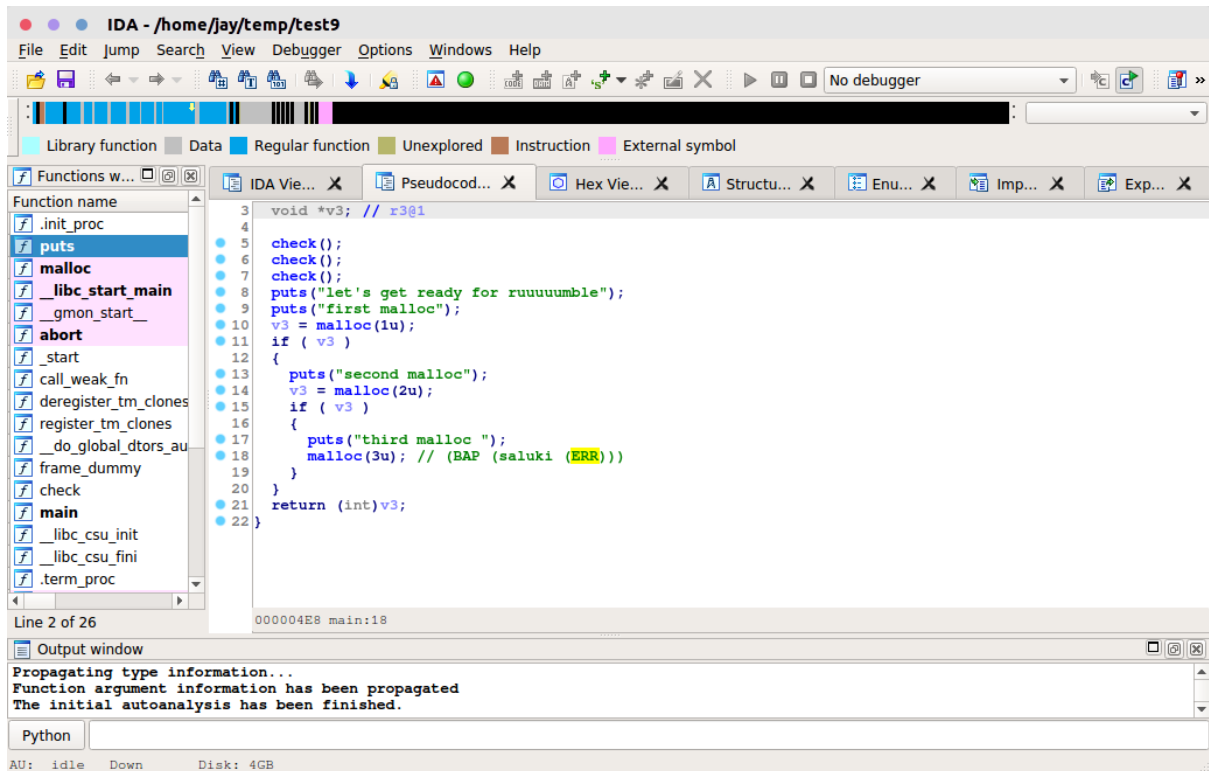 IDA - /home/jay/temp/test9
File Edit Jump Search View Debugger Options Windows Help
No debugger
Library function Data Regular function Unexplored Instruction External symbol
Functions w...
IDA Vie... Pseudocod... Hex Vie... Structu... Enu... Imp... Exp...
Function name
.init_proc
puts
malloc
__libc_start_main
__gmon_start__
abort
_start
call_weak_fn
deregister_tm_clones
register_tm_clones
__do_global_dtors_au
frame_dummy
check
main
__libc_csu_init
__libc_csu_fini
.term_proc
Line 2 of 26
3 void *v3; // r3@1
4
5 check();
6 check();
7 check();
8 puts("let's get ready for ruuuuumble");
9 puts("first malloc");
10 v3 = malloc(1u);
11 if ( v3 )
12 {
13 puts("second malloc");
14 v3 = malloc(2u);
15 if ( v3 )
16 {
17 puts("third malloc ");
18 malloc(3u); // (BAP (saluki (ERR)))
19 }
20 }
21 return (int)v3;
22 }
000004E8 main:18
Output window
Propagating type information...
Function argument information has been propagated
The initial autoanalysis has been finished.
Python
AU: idle Down Disk: 4GB